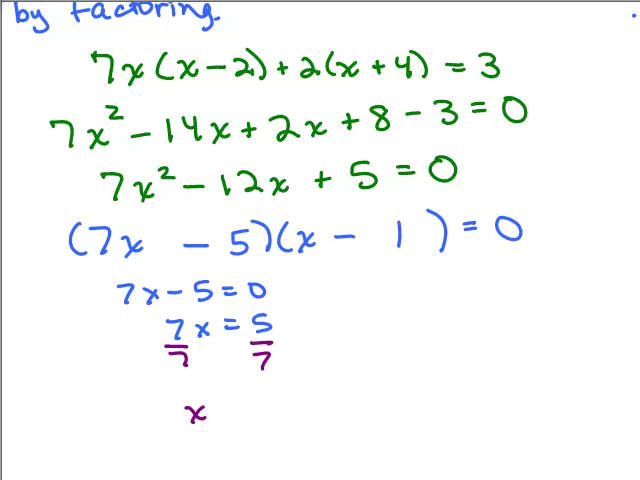 by factoring.
7x(x-2)+2(x+4)=3
7x²-14x+2x+8-3=0
7x²-12x+5=0
(7x-5)(x-1)=0
7x-5=0
7x=5
7 7
x